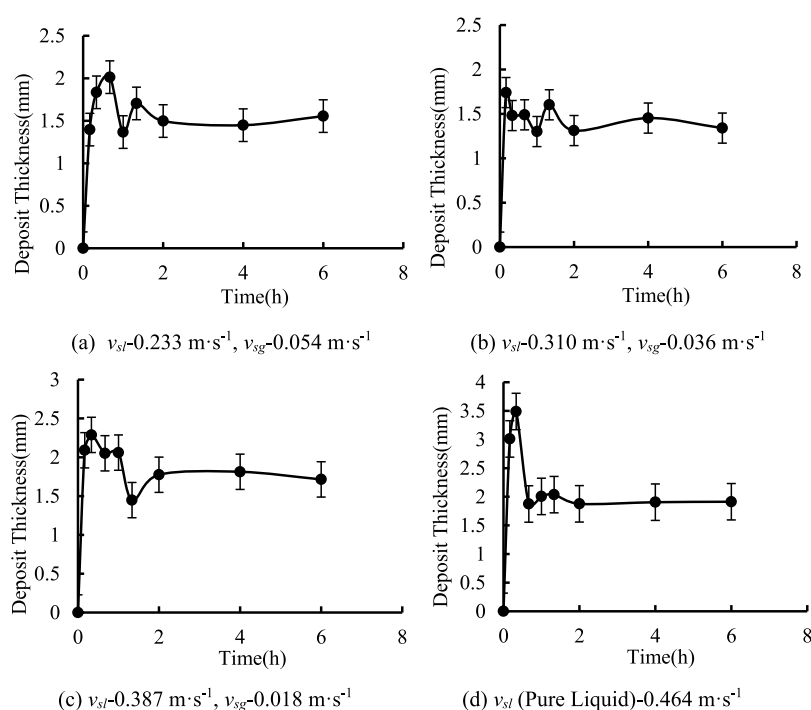 2.5
2
1.5
1
0.5
0
0 2 4 6 8
Deposit Thickness(mm)
Time(h)
(a) vsl-0.233 m·s⁻¹, vsg-0.054 m·s⁻¹
2.5
2
1.5
1
0.5
0
0 2 4 6 8
Deposit Thickness(mm)
Time(h)
(b) vsl-0.310 m·s⁻¹, vsg-0.036 m·s⁻¹
3
2.5
2
1.5
1
0.5
0
0 2 4 6 8
Deposit Thickness(mm)
Time(h)
(c) vsl-0.387 m·s⁻¹, vsg-0.018 m·s⁻¹
4
3.5
3
2.5
2
1.5
1
0.5
0
0 2 4 6 8
Deposit Thickness(mm)
Time(h)
(d) vsl (Pure Liquid)-0.464 m·s⁻¹